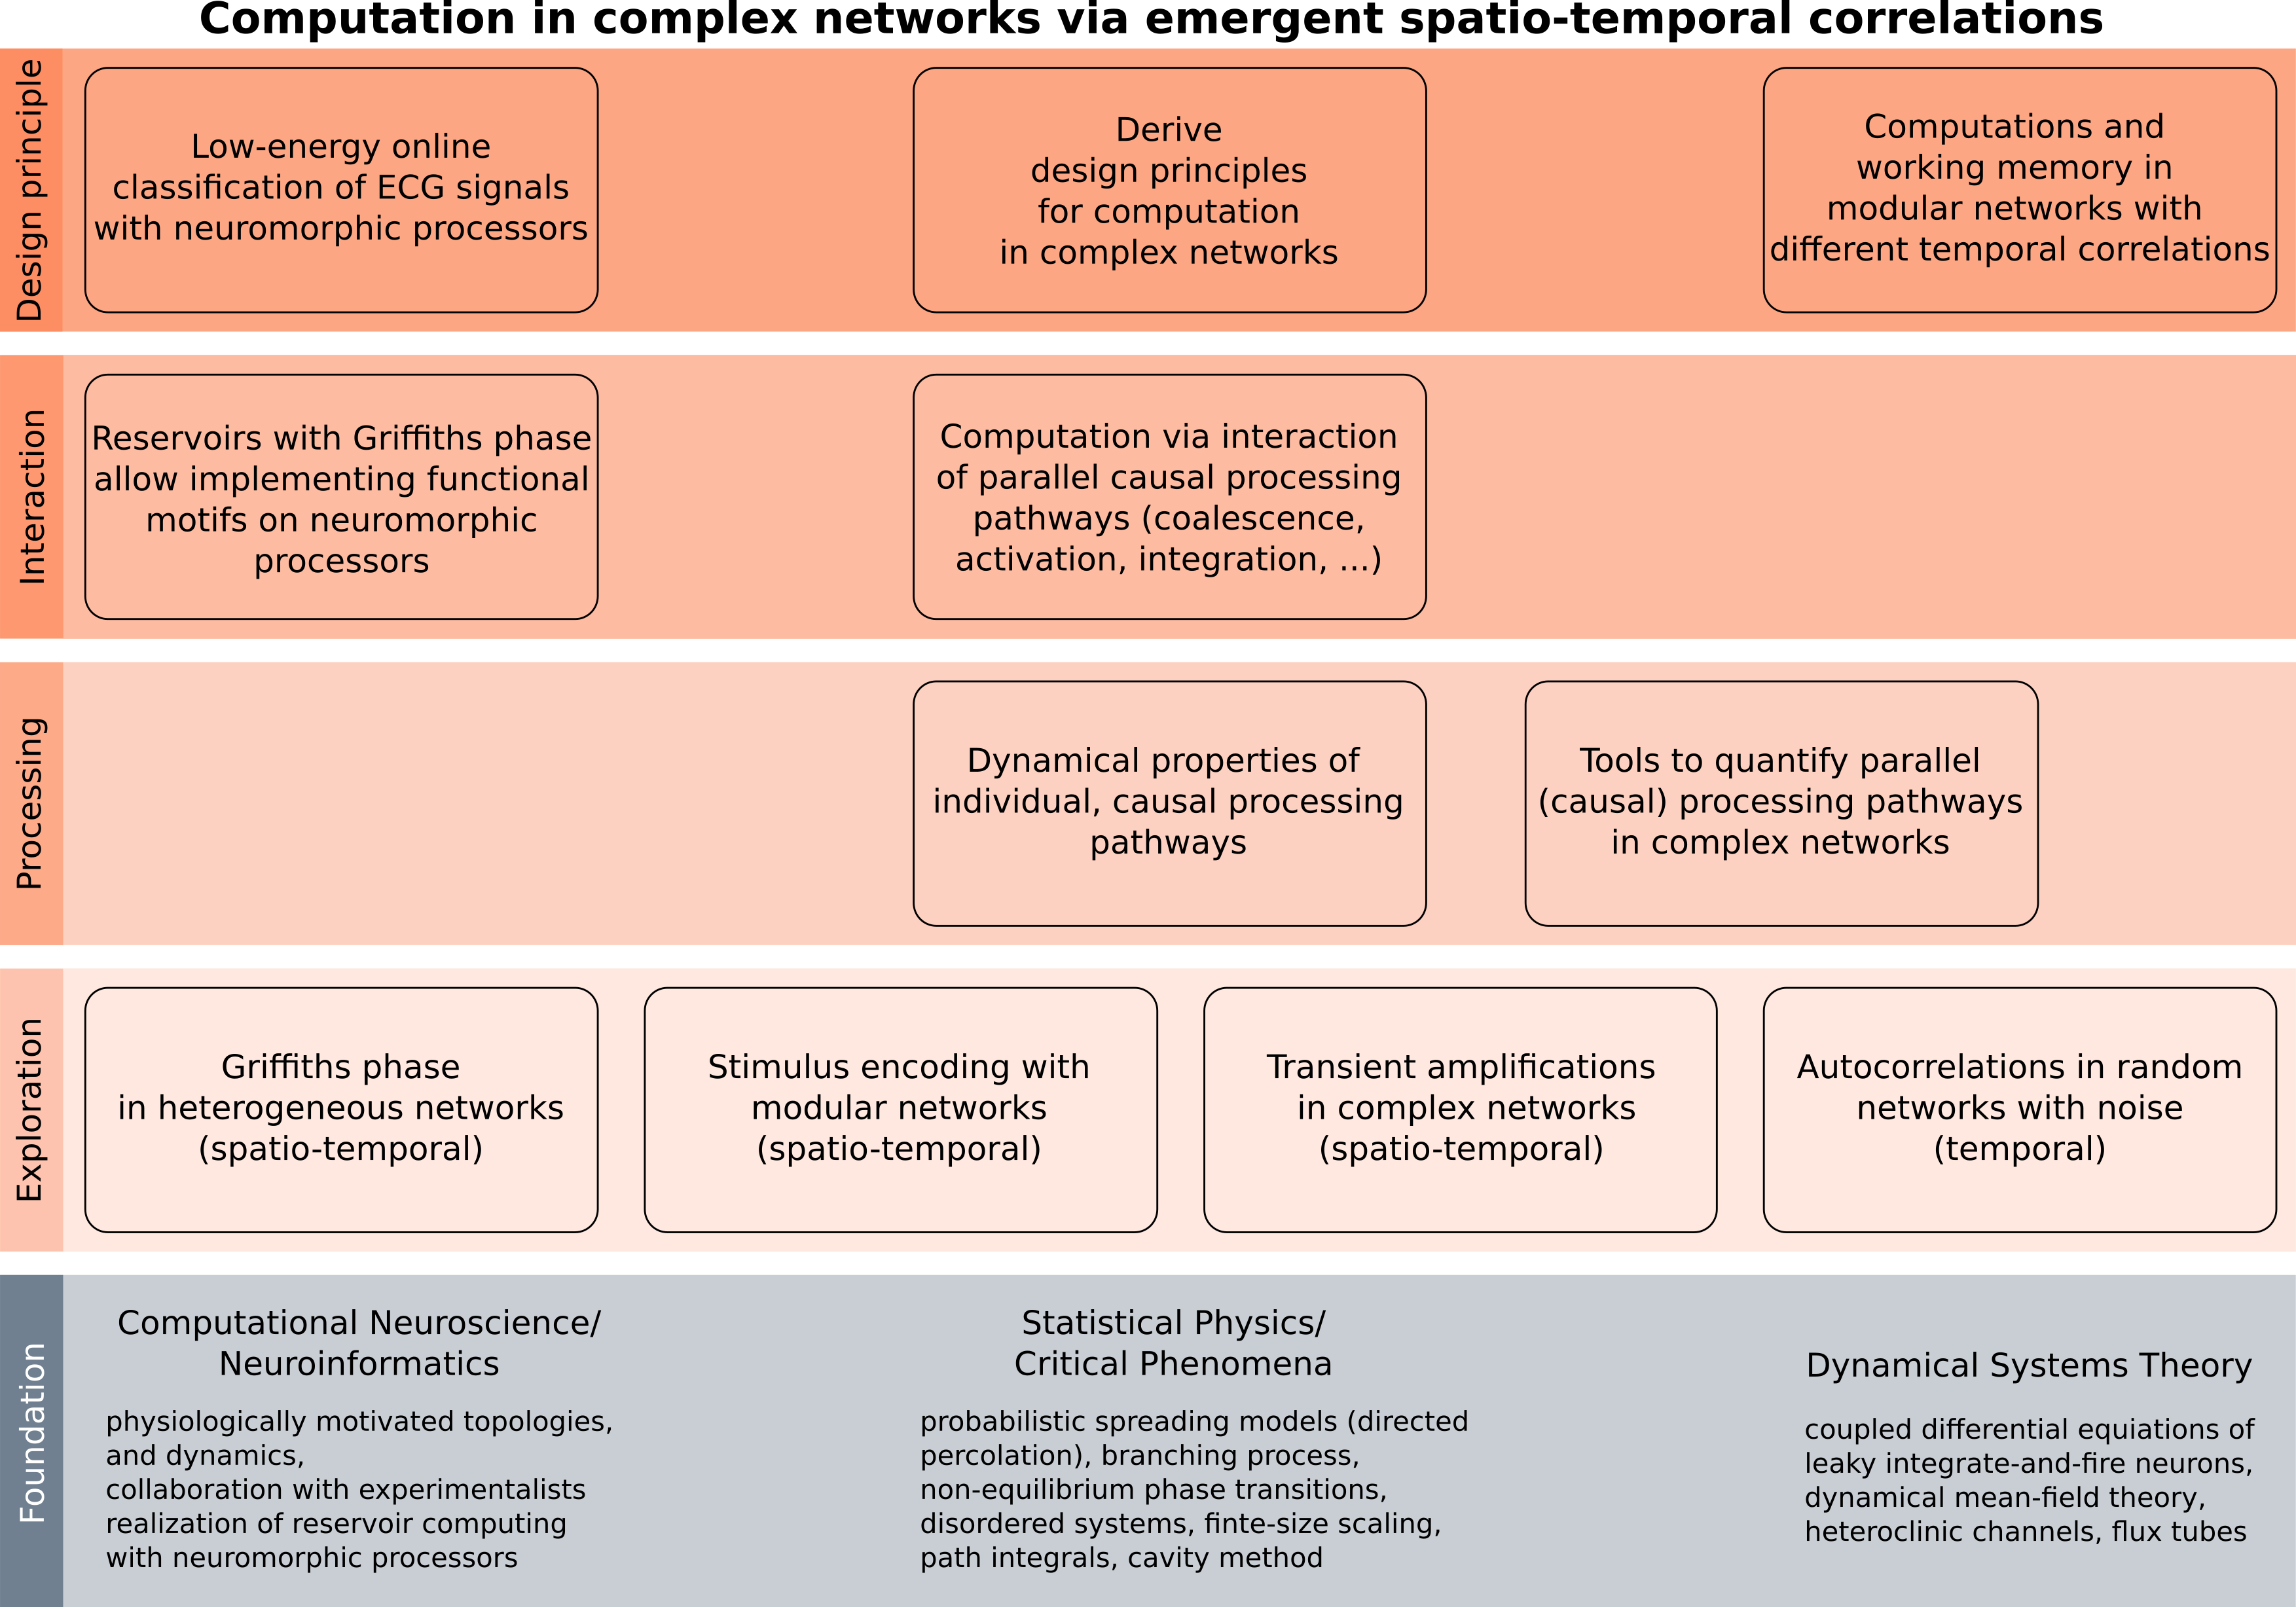 Computation in complex networks via emergent spatio-temporal correlations
Design principle
Low-energy online
classification of ECG signals
with neuromorphic processors
Derive
design principles
for computation
in complex networks
Computations and
working memory in
modular networks with
different temporal correlations
Interaction
Reservoirs with Griffiths phase
allow implementing functional
motifs on neuromorphic
processors
Computation via interaction
of parallel causal processing
pathways (coalescence,
activation, integration, ...)
Processing
Dynamical properties of
individual, causal processing
pathways
Tools to quantify parallel
(causal) processing pathways
in complex networks
Exploration
Griffiths phase
in heterogeneous networks
(spatio-temporal)
Stimulus encoding with
modular networks
(spatio-temporal)
Transient amplifications
in complex networks
(spatio-temporal)
Autocorrelations in random
networks with noise
(temporal)
Foundation
Computational Neuroscience/
Neuroinformatics
physiologically motivated topologies,
and dynamics,
collaboration with experimentalists
realization of reservoir computing
with neuromorphic processors
Statistical Physics/
Critical Phenomena
probabilistic spreading models (directed
percolation), branching process,
non-equilibrium phase transitions,
disordered systems, finte-size scaling,
path integrals, cavity method
Dynamical Systems Theory
coupled differential equiations of
leaky integrate-and-fire neurons,
dynamical mean-field theory,
heteroclinic channels, flux tubes